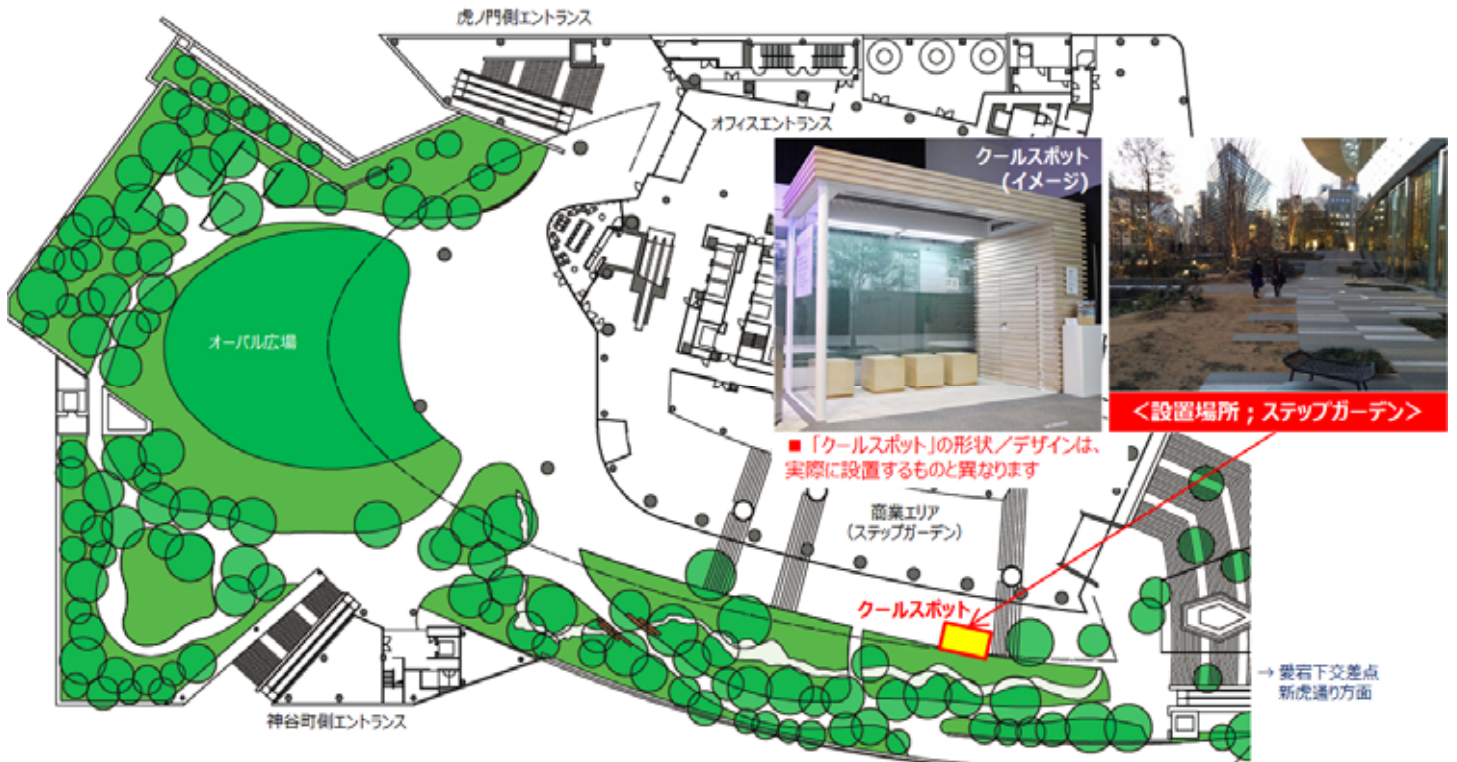 虎ノ門側エントランス
オフィスエントランス
クールスポット
(イメージ)
オーバル広場
＜設置場所；ステップガーデン＞
■「クールスポット」の形状／デザインは、
実際に設置するものと異なります
商業エリア
(ステップガーデン)
クールスポット
→ 愛宕下交差点
新虎通り方面
神谷町側エントランス